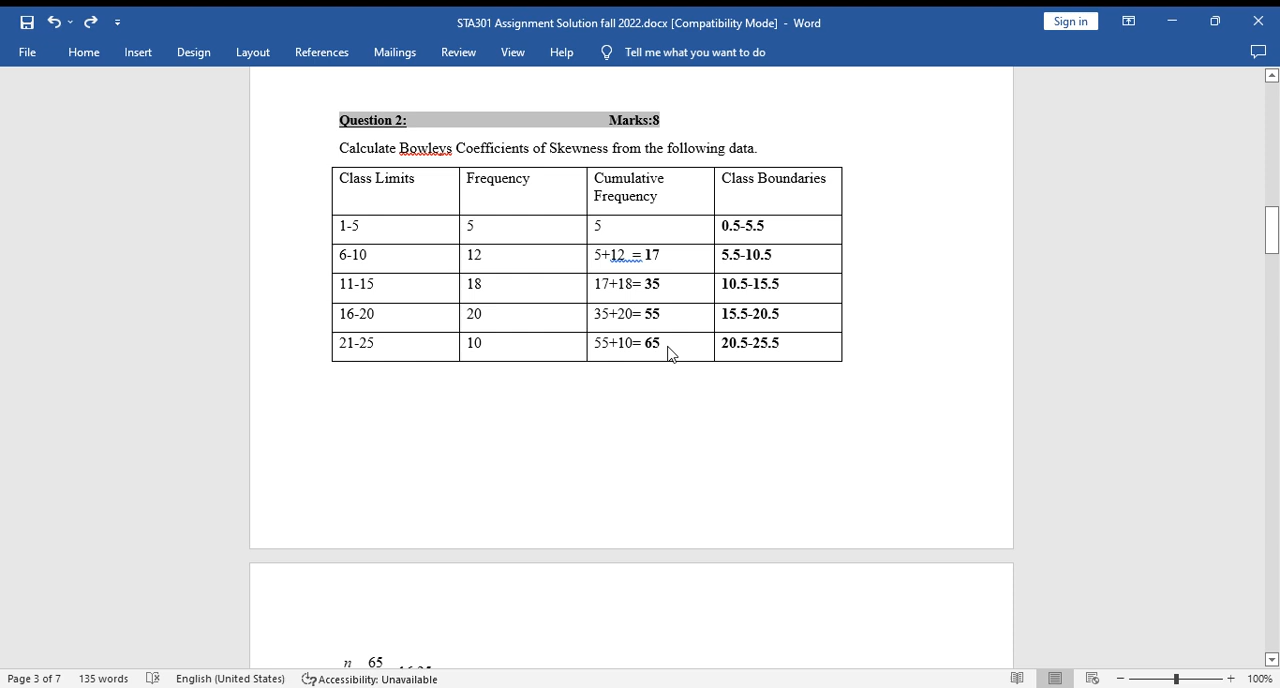 STA301 Assignment Solution fall 2022.docx [Compatibility Mode] - Word
Sign in
File Home Insert Design Layout References Mailings Review View Help Tell me what you want to do
Question 2: Marks:8
Calculate Bowleys Coefficients of Skewness from the following data.
Class Limits Frequency Cumulative Frequency Class Boundaries
1-5 5 5 0.5-5.5
6-10 12 5+12 = 17 5.5-10.5
11-15 18 17+18= 35 10.5-15.5
16-20 20 35+20= 55 15.5-20.5
21-25 10 55+10= 65 20.5-25.5
n 65
Page 3 of 7 135 words English (United States) Accessibility: Unavailable 100%